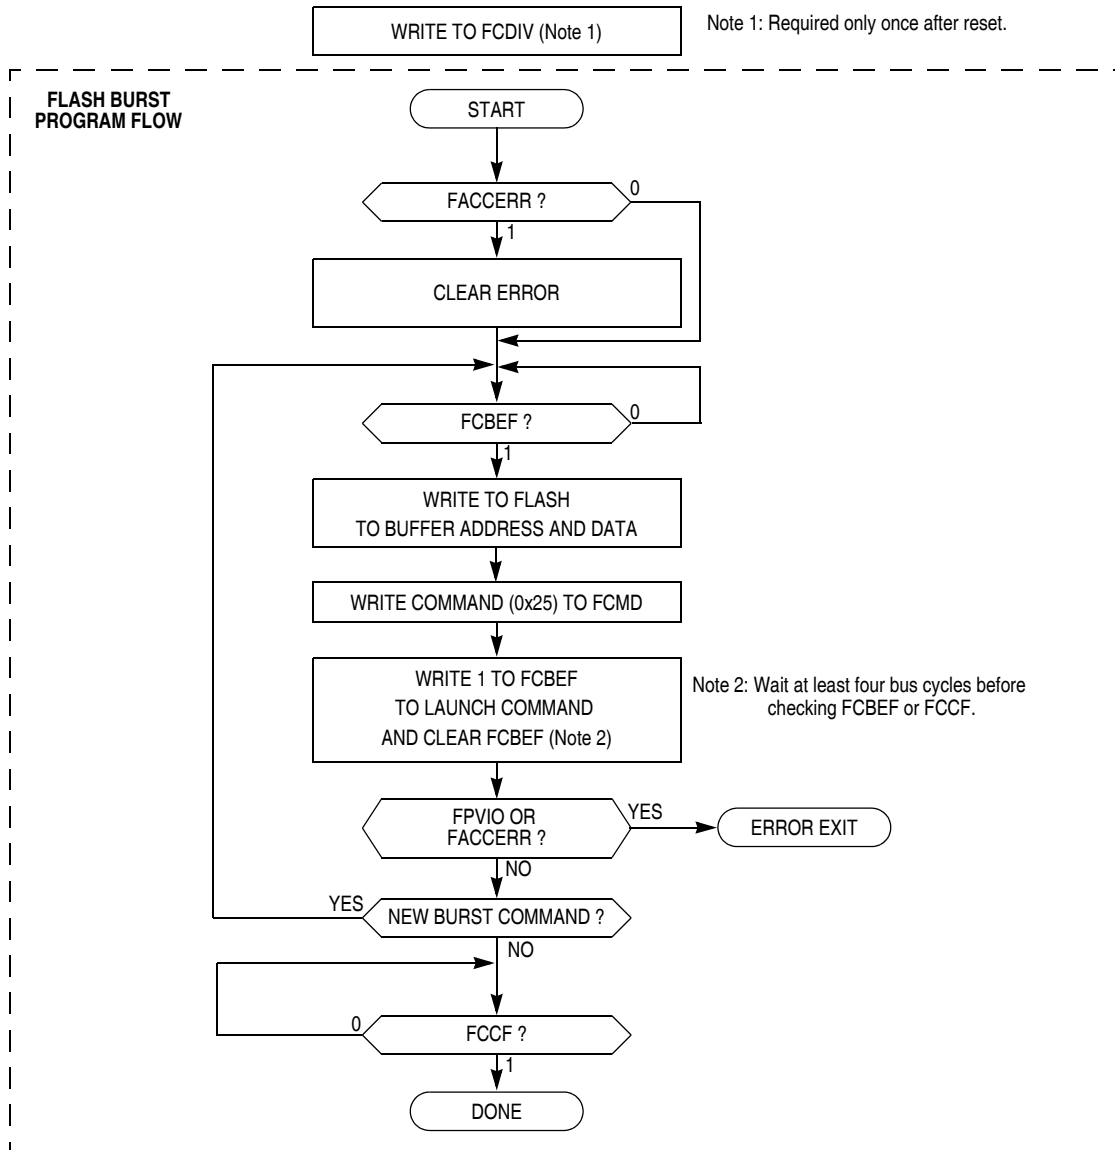 WRITE TO FCDIV (Note 1)
Note 1: Required only once after reset.
FLASH BURST
PROGRAM FLOW
START
FACCERR ?
0
1
CLEAR ERROR
FCBEF ?
0
1
WRITE TO FLASH
TO BUFFER ADDRESS AND DATA
WRITE COMMAND (0x25) TO FCMD
WRITE 1 TO FCBEF
TO LAUNCH COMMAND
AND CLEAR FCBEF (Note 2)
Note 2: Wait at least four bus cycles before
checking FCBEF or FCCF.
FPVIO OR
FACCERR ?
YES
ERROR EXIT
NO
YES
NEW BURST COMMAND ?
NO
0
FCCF ?
1
DONE